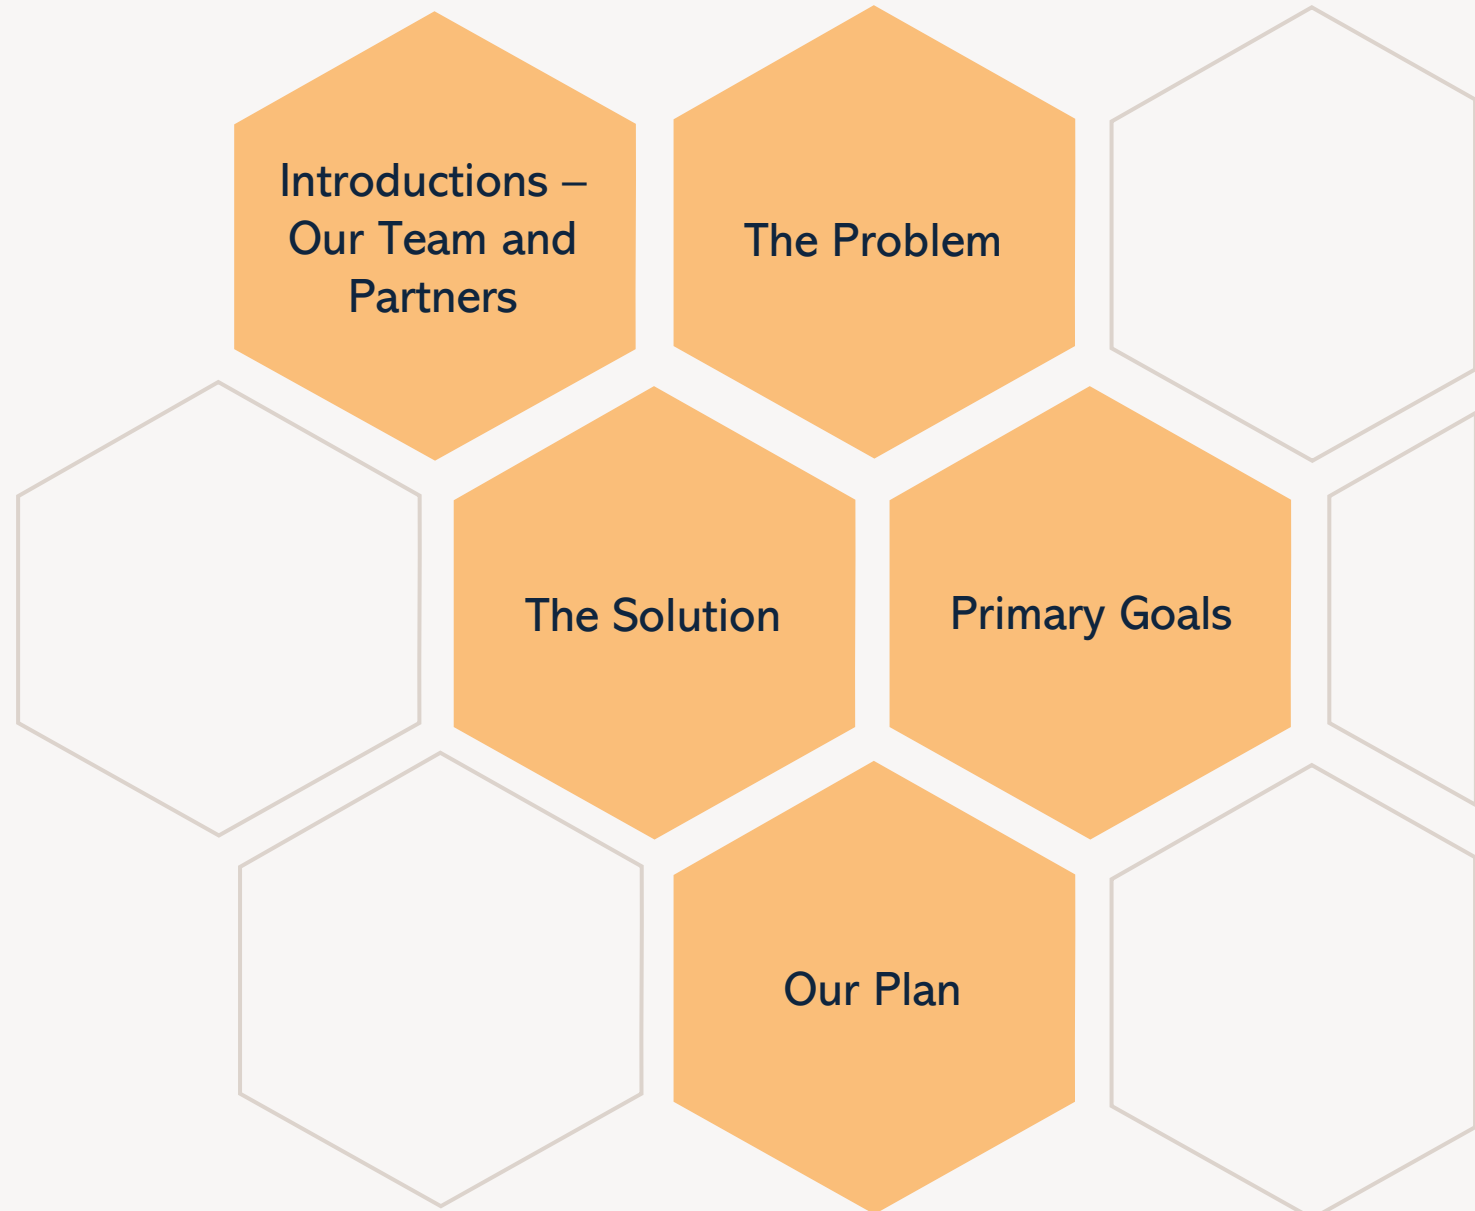 Introductions –
Our Team and
Partners
The Problem
The Solution
Primary Goals
Our Plan